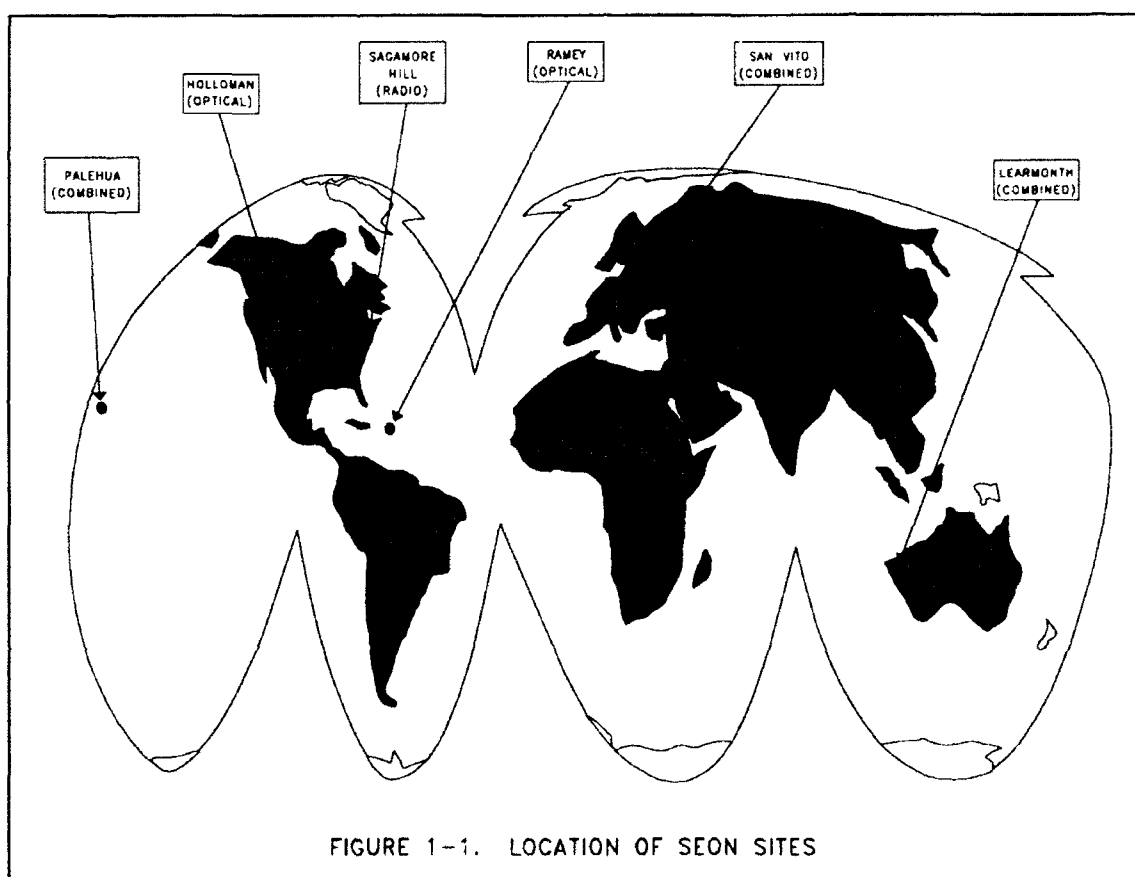 SAGAMORE
HILL
(RADIO)
RAMEY
(OPTICAL)
SAN VITO
(COMBINED)
HOLLOMAN
(OPTICAL)
PALEHUA
(COMBINED)
LEARMONTH
(COMBINED)
FIGURE 1-1. LOCATION OF SEON SITES